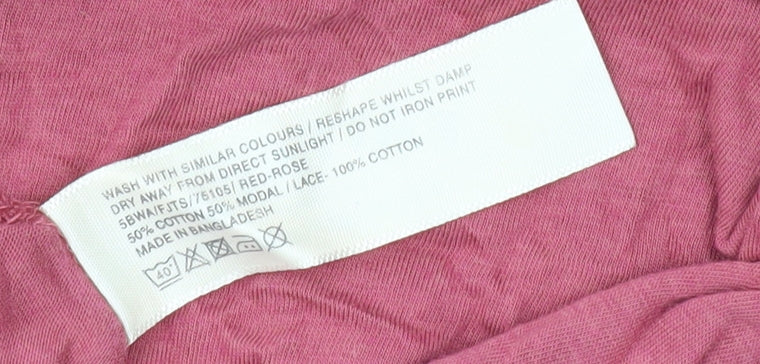 WASH WITH SIMILAR COLOURS / RESHAPE WHILST DAMP
DRY AWAY FROM DIRECT SUNLIGHT / DO NOT IRON PRINT
5BWA/FJTS/76105/ RED-ROSE
50% COTTON 50% MODAL / LACE- 100% COTTON
MADE IN BANGLADESH
40°